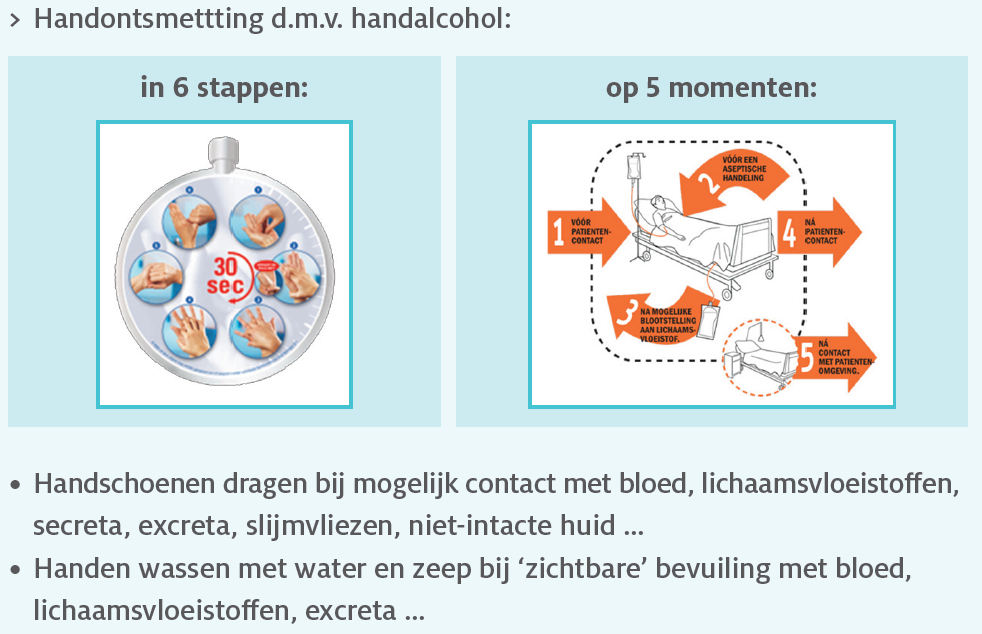 > Handontsmettting d.m.v. handalcohol:
in 6 stappen:
op 5 momenten:
30
sec
1
VÓÓR
PATIENTEN-
CONTACT
2
VÓÓR EEN
ASEPTISCHE
HANDELING
3
NA MOGELIJKE
BLOOTSTELLING
AAN LICHAAMS-
VLOEISTOF.
4
NÁ
PATIENTEN-
CONTACT
5
NÁ
CONTACT
MET PATIENTEN-
OMGEVING.
• Handschoenen dragen bij mogelijk contact met bloed, lichaamsvloeistoffen,
secreta, excreta, slijmvliezen, niet-intacte huid ...
• Handen wassen met water en zeep bij ‘zichtbare’ bevuiling met bloed,
lichaamsvloeistoffen, excreta ...